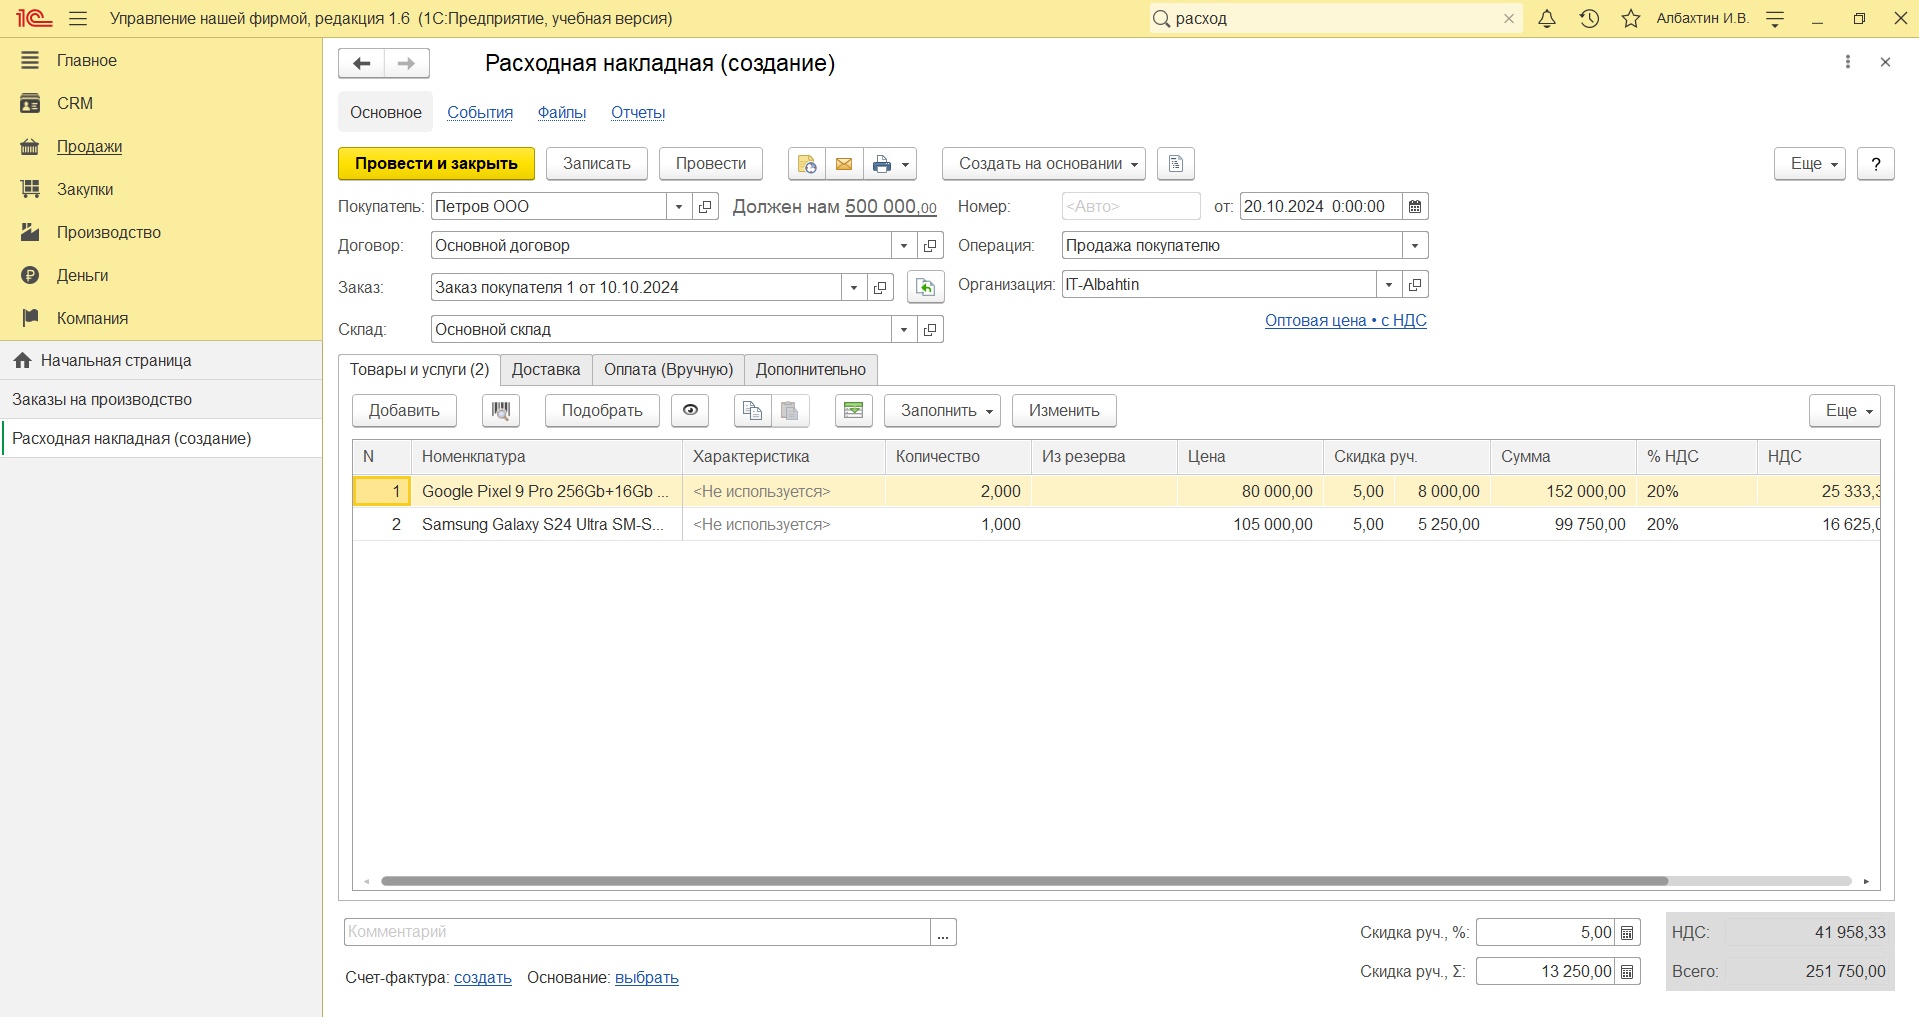 1С Управление нашей фирмой, редакция 1.6 (1С:Предприятие, учебная версия) расход Албахтин И.В.
Главное
CRM
Продажи
Закупки
Производство
Деньги
Компания
Начальная страница
Заказы на производство
Расходная накладная (создание)
Расходная накладная (создание)
Основное События Файлы Отчеты
Провести и закрыть Записать Провести Создать на основании Еще ?
Покупатель: Петров ООО Должен нам 500 000,00 Номер: <Авто> от: 20.10.2024 0:00:00
Договор: Основной договор Операция: Продажа покупателю
Заказ: Заказ покупателя 1 от 10.10.2024 Организация: IT-Albahtin
Склад: Основной склад Оптовая цена • с НДС
Товары и услуги (2) Доставка Оплата (Вручную) Дополнительно
Добавить Подобрать Заполнить Изменить Еще
N Номенклатура Характеристика Количество Из резерва Цена Скидка руч. Сумма % НДС НДС
1 Google Pixel 9 Pro 256Gb+16Gb ... <Не используется> 2,000 80 000,00 5,00 8 000,00 152 000,00 20% 25 333,3
2 Samsung Galaxy S24 Ultra SM-S... <Не используется> 1,000 105 000,00 5,00 5 250,00 99 750,00 20% 16 625,0
Комментарий ... Скидка руч., %: 5,00 НДС: 41 958,33
Скидка руч., Σ: 13 250,00 Всего: 251 750,00
Счет-фактура: создать Основание: выбрать